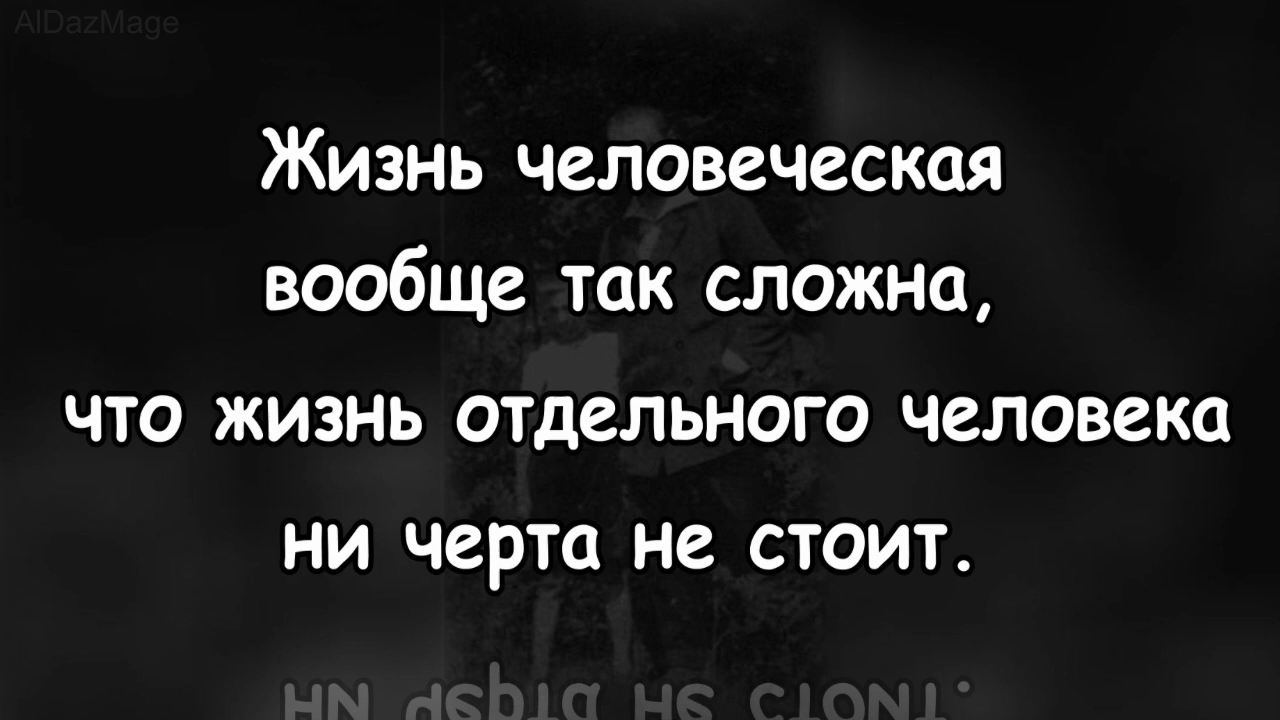 AlDazMage
Жизнь человеческая
вообще так сложна,
что жизнь отдельного человека
ни черта не стоит.